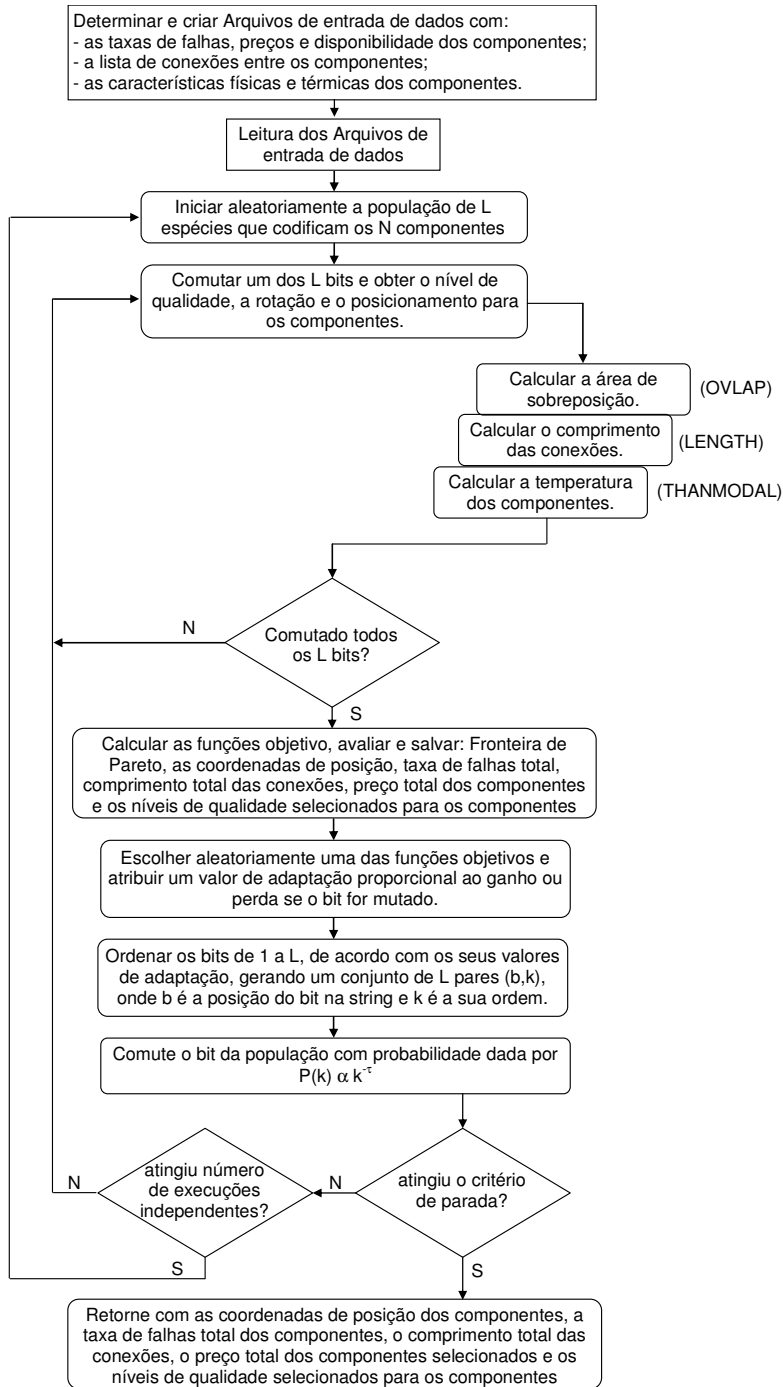 Determinar e criar Arquivos de entrada de dados com:
- as taxas de falhas, preços e disponibilidade dos componentes;
- a lista de conexões entre os componentes;
- as características físicas e térmicas dos componentes.
Leitura dos Arquivos de
entrada de dados
Iniciar aleatoriamente a população de L
espécies que codificam os N componentes
Comutar um dos L bits e obter o nível de
qualidade, a rotação e o posicionamento para
os componentes.
Calcular a área de
sobreposição.
(OVLAP)
Calcular o comprimento
das conexões.
(LENGTH)
Calcular a temperatura
dos componentes.
(THANMODAL)
N
Comutado todos
os L bits?
S
Calcular as funções objetivo, avaliar e salvar: Fronteira de
Pareto, as coordenadas de posição, taxa de falhas total,
comprimento total das conexões, preço total dos componentes
e os níveis de qualidade selecionados para os componentes
Escolher aleatoriamente uma das funções objetivos e
atribuir um valor de adaptação proporcional ao ganho ou
perda se o bit for mutado.
Ordenar os bits de 1 a L, de acordo com os seus valores
de adaptação, gerando um conjunto de L pares (b,k),
onde b é a posição do bit na string e k é a sua ordem.
Comute o bit da população com probabilidade dada por
P(k) α k^-τ
N
atingiu número
de execuções
independentes?
N
atingiu o critério
de parada?
S
S
Retorne com as coordenadas de posição dos componentes, a
taxa de falhas total dos componentes, o comprimento total das
conexões, o preço total dos componentes selecionados e os
níveis de qualidade selecionados para os componentes